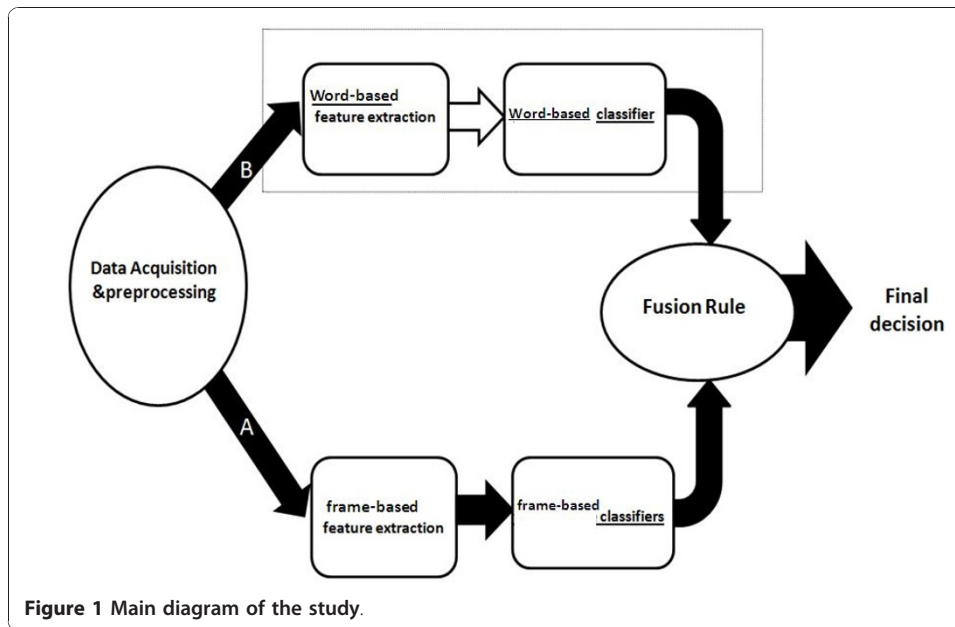 Word-based
feature extraction
Word-based classifier
B
Data Acquisition
&preprocessing
Fusion Rule
Final
decision
A
frame-based
feature extraction
frame-based
classifiers
Figure 1 Main diagram of the study.